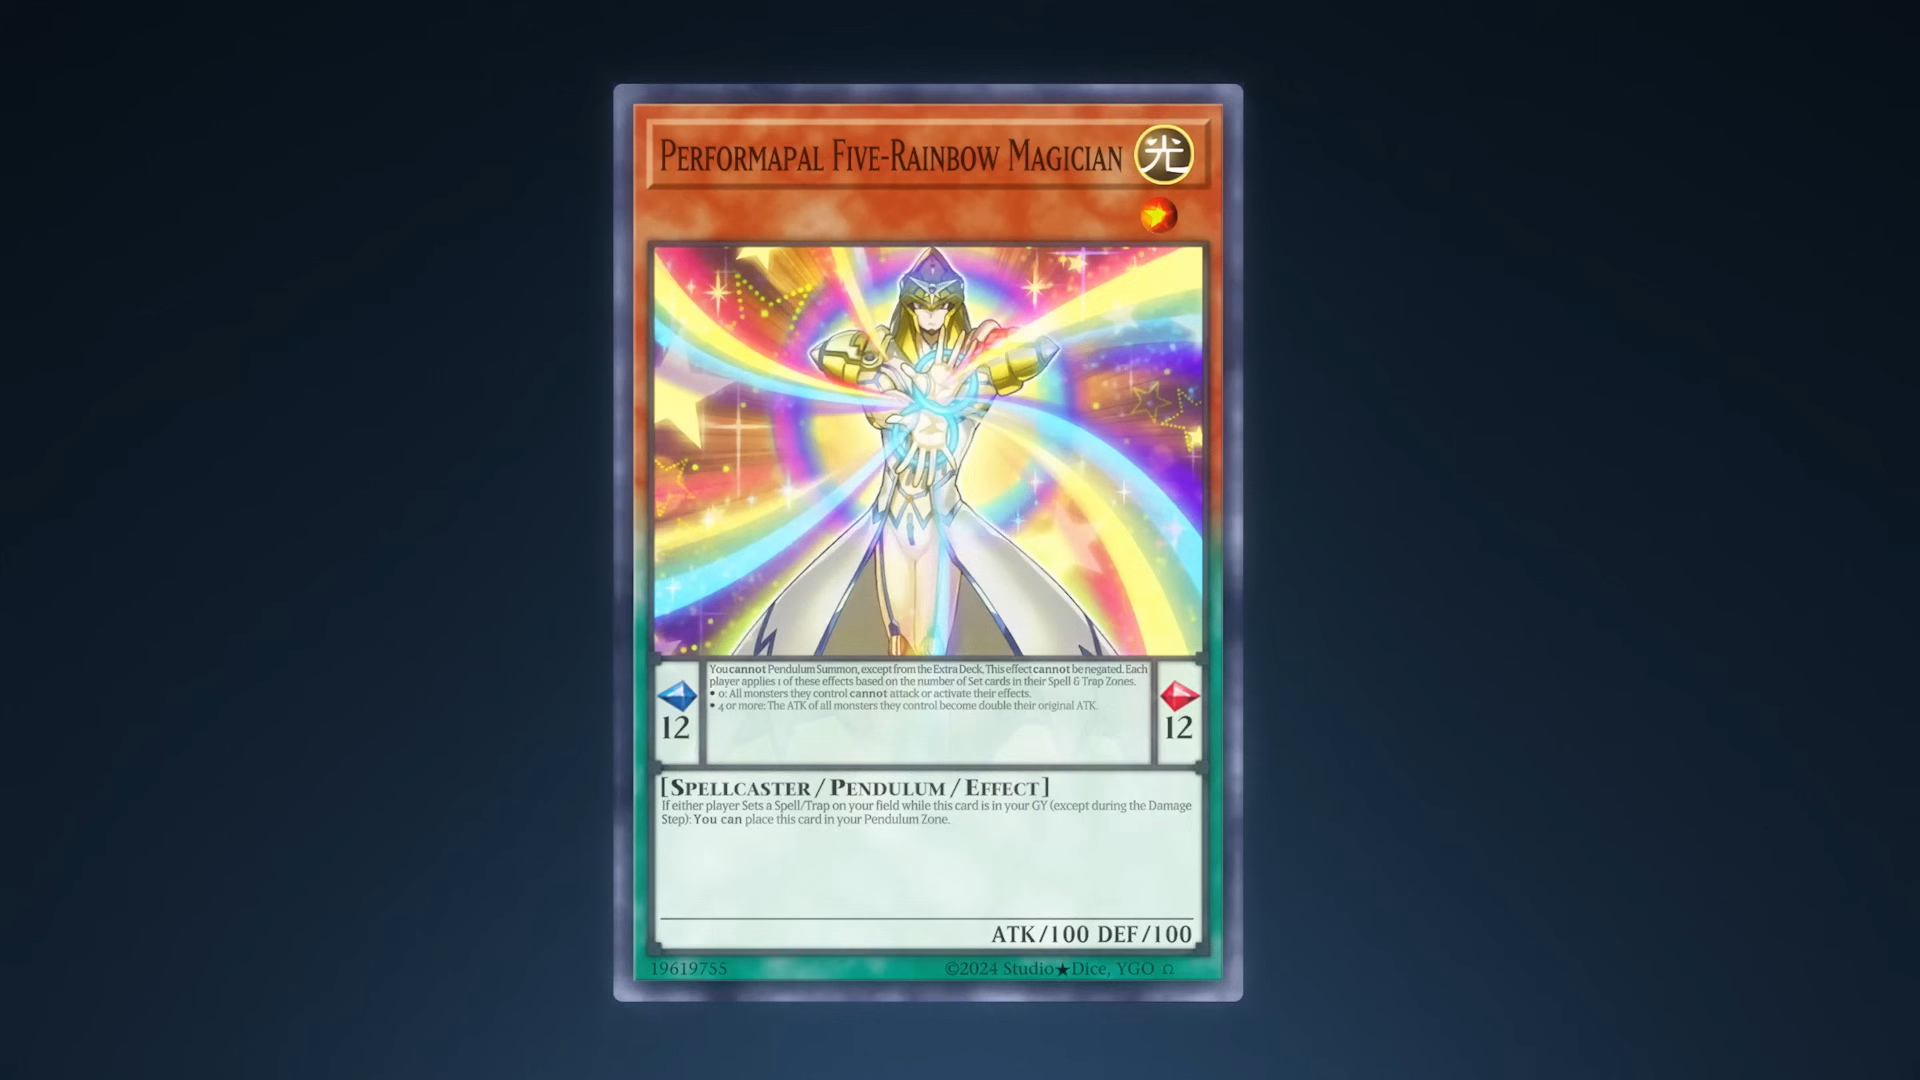 Performapal Five-Rainbow Magician
光
You cannot Pendulum Summon, except from the Extra Deck. This effect cannot be negated. Each
player applies 1 of these effects based on the number of Set cards in their Spell & Trap Zones.
• 0: All monsters they control cannot attack or activate their effects.
• 4 or more: The ATK of all monsters they control become double their original ATK.
12
12
[Spellcaster / Pendulum / Effect]
If either player Sets a Spell/Trap on your field while this card is in your GY (except during the Damage
Step): You can place this card in your Pendulum Zone.
ATK/100 DEF/100
19619755
©2024 Studio★Dice, YGO Ω